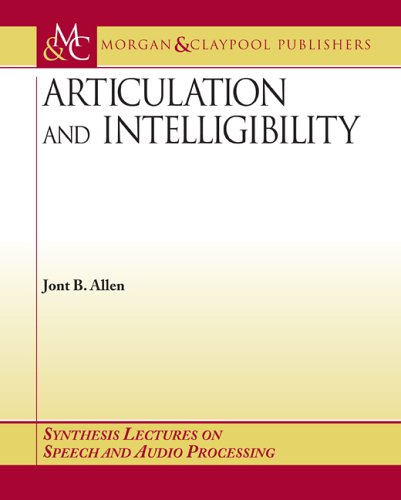 M
&C
MORGAN & CLAYPOOL PUBLISHERS
ARTICULATION
AND INTELLIGIBILITY
Jont B. Allen
SYNTHESIS LECTURES ON
SPEECH AND AUDIO PROCESSING